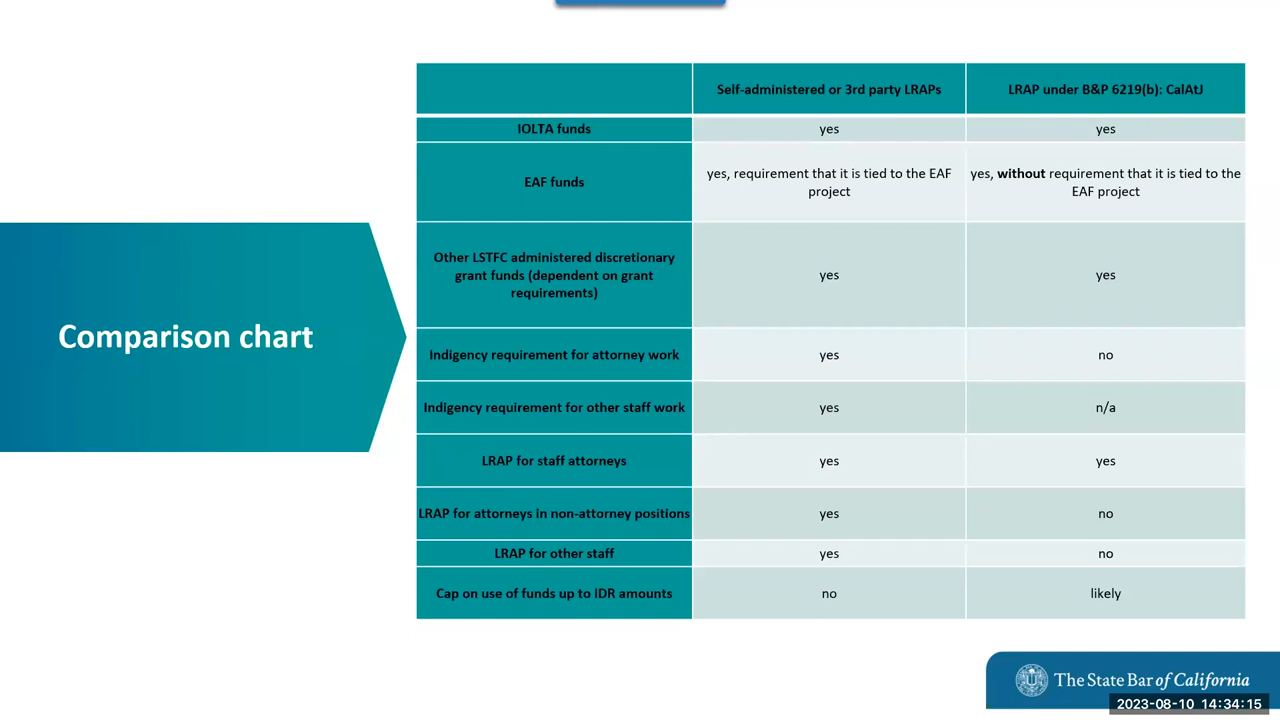 Comparison chart
Self-administered or 3rd party LRAPs
LRAP under B&P 6219(b): CalAtJ
IOLTA funds
yes
yes
EAF funds
yes, requirement that it is tied to the EAF
project
yes, without requirement that it is tied to the
EAF project
Other LSTFC administered discretionary
grant funds (dependent on grant
requirements)
yes
yes
Indigency requirement for attorney work
yes
no
Indigency requirement for other staff work
yes
n/a
LRAP for staff attorneys
yes
yes
LRAP for attorneys in non-attorney positions
yes
no
LRAP for other staff
yes
no
Cap on use of funds up to IDR amounts
no
likely
The State Bar of California
2023-08-10 14:34:15